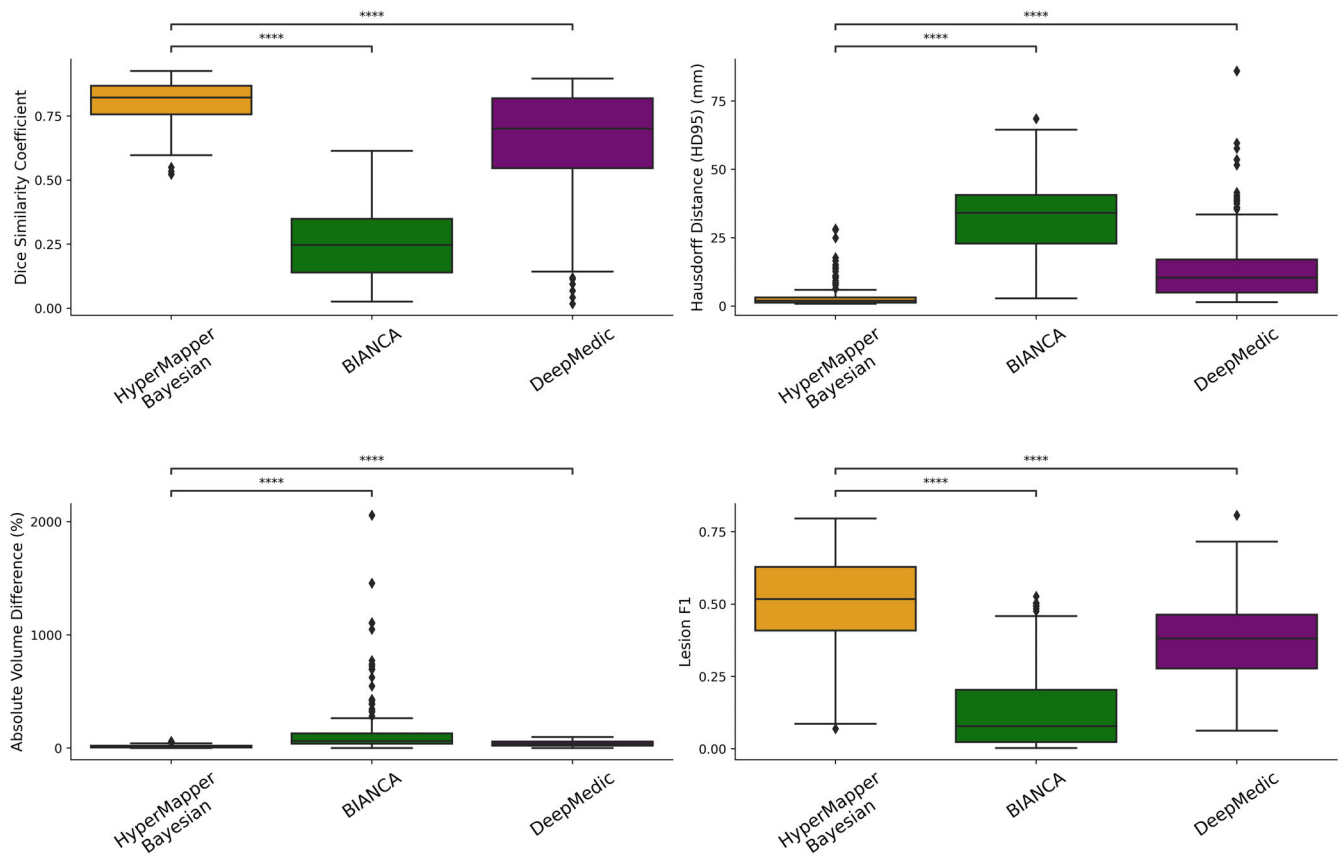 ****
****
Dice Similarity Coefficient
0.75
0.50
0.25
0.00
HyperMapper
Bayesian
BIANCA
DeepMedic
****
****
Hausdorff Distance (HD95) (mm)
75
50
25
0
HyperMapper
Bayesian
BIANCA
DeepMedic
****
****
Absolute Volume Difference (%)
2000
1000
0
HyperMapper
Bayesian
BIANCA
DeepMedic
****
****
Lesion F1
0.75
0.50
0.25
0.00
HyperMapper
Bayesian
BIANCA
DeepMedic